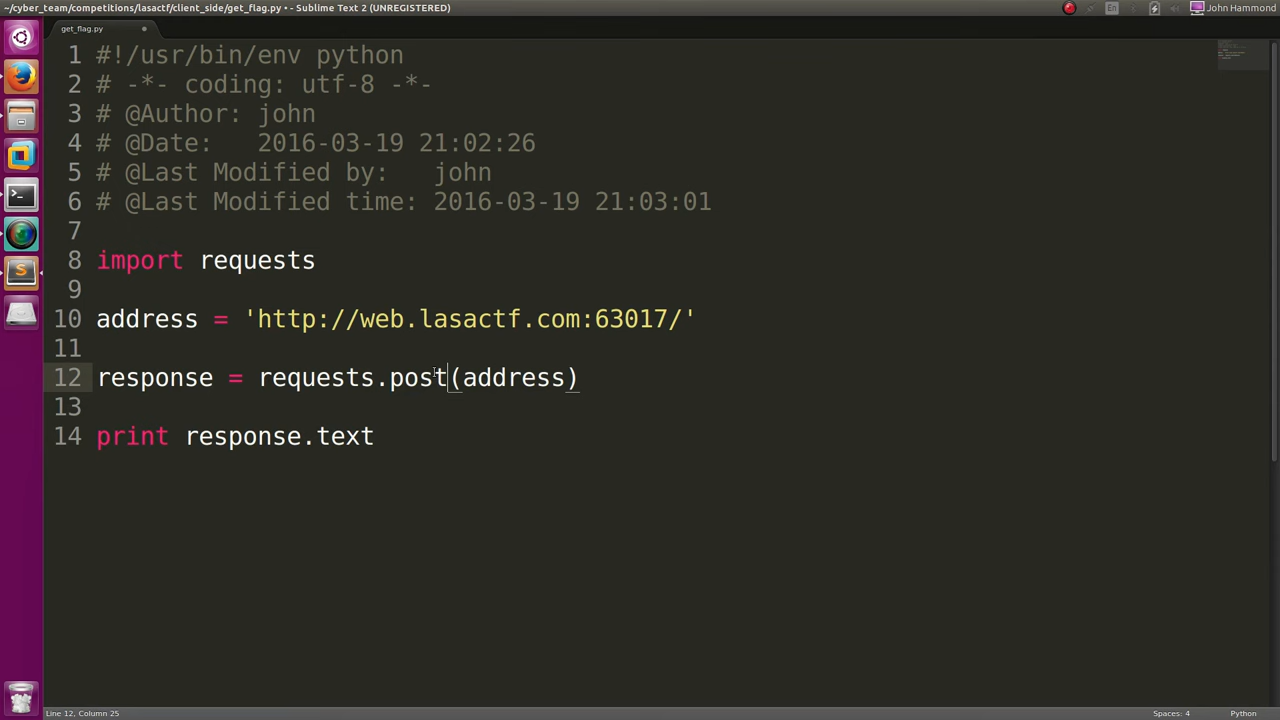 ~/cyber_team/competitions/lasactf/client_side/get_flag.py • - Sublime Text 2 (UNREGISTERED)
En
John Hammond
get_flag.py
1 #!/usr/bin/env python
2 # -*- coding: utf-8 -*-
3 # @Author: john
4 # @Date:   2016-03-19 21:02:26
5 # @Last Modified by:   john
6 # @Last Modified time: 2016-03-19 21:03:01
7
8 import requests
9
10 address = 'http://web.lasactf.com:63017/'
11
12 response = requests.post(address)
13
14 print response.text
Line 12, Column 25
Spaces: 4
Python